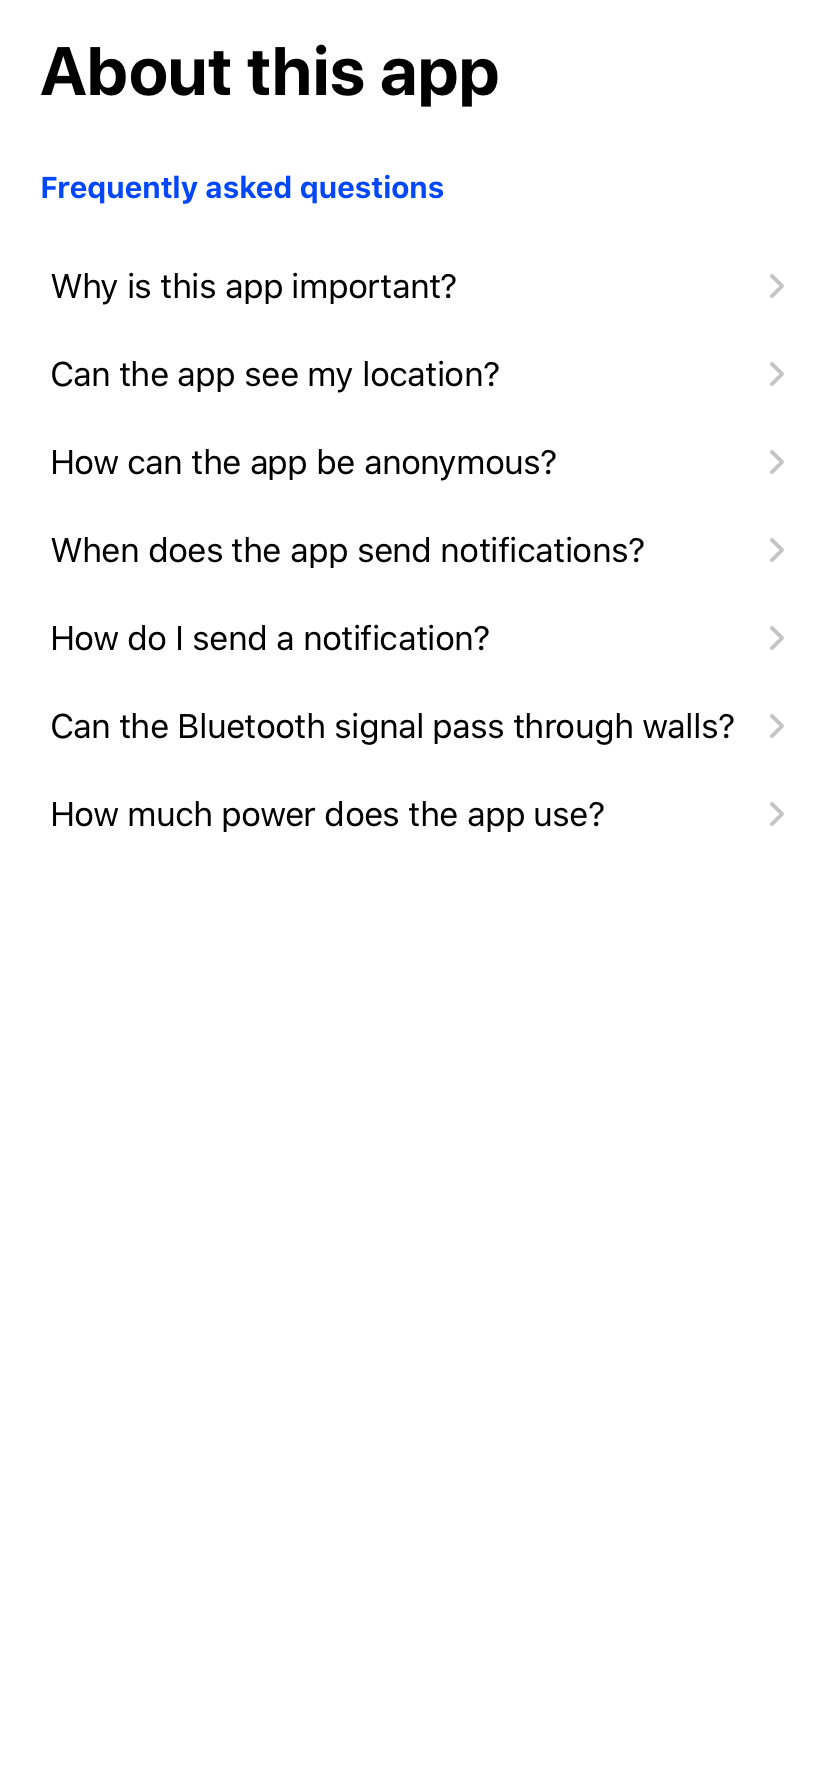 About this app
Frequently asked questions
Why is this app important?
Can the app see my location?
How can the app be anonymous?
When does the app send notifications?
How do I send a notification?
Can the Bluetooth signal pass through walls?
How much power does the app use?